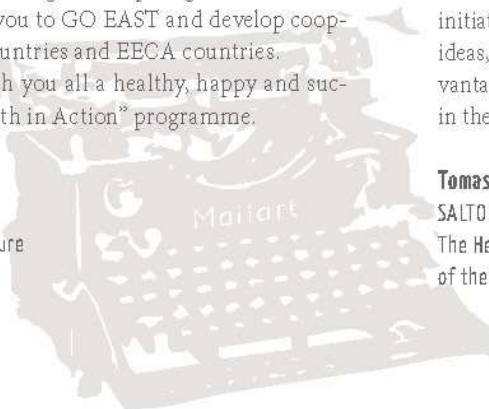 you to GO EAST and develop coop-
untries and EECA countries.
h you all a healthy, happy and suc-
th in Action” programme.
ure
initiat
ideas,
vanta
in the
Tomas
SALTO
The He
of the
Mailart